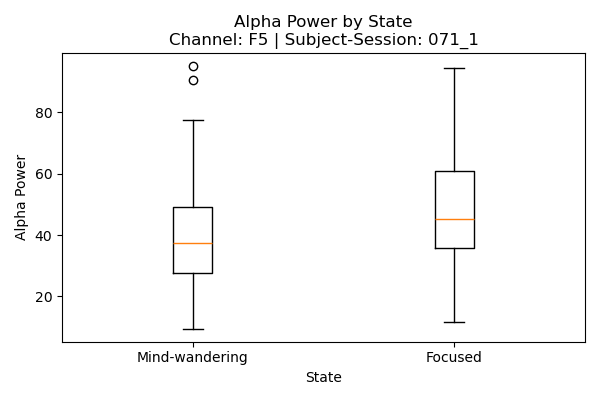 Alpha Power by State
Channel: F5 | Subject-Session: 071_1
Alpha Power
80
60
40
20
Mind-wandering
Focused
State